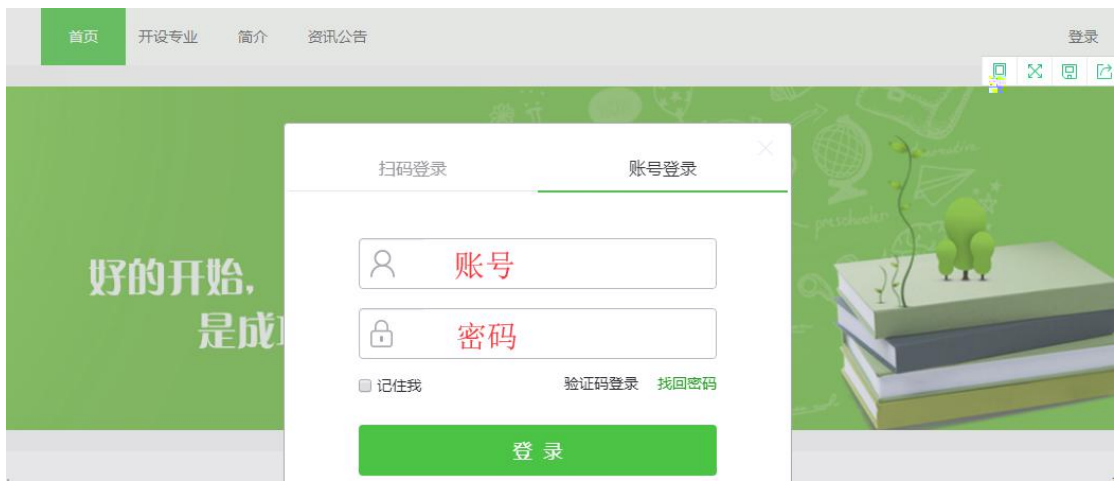 首页 开设专业 简介 资讯公告 登录
扫码登录 账号登录
creative
preschooler
好的开始,
是成
账号
密码
记住我 验证码登录 找回密码
登 录